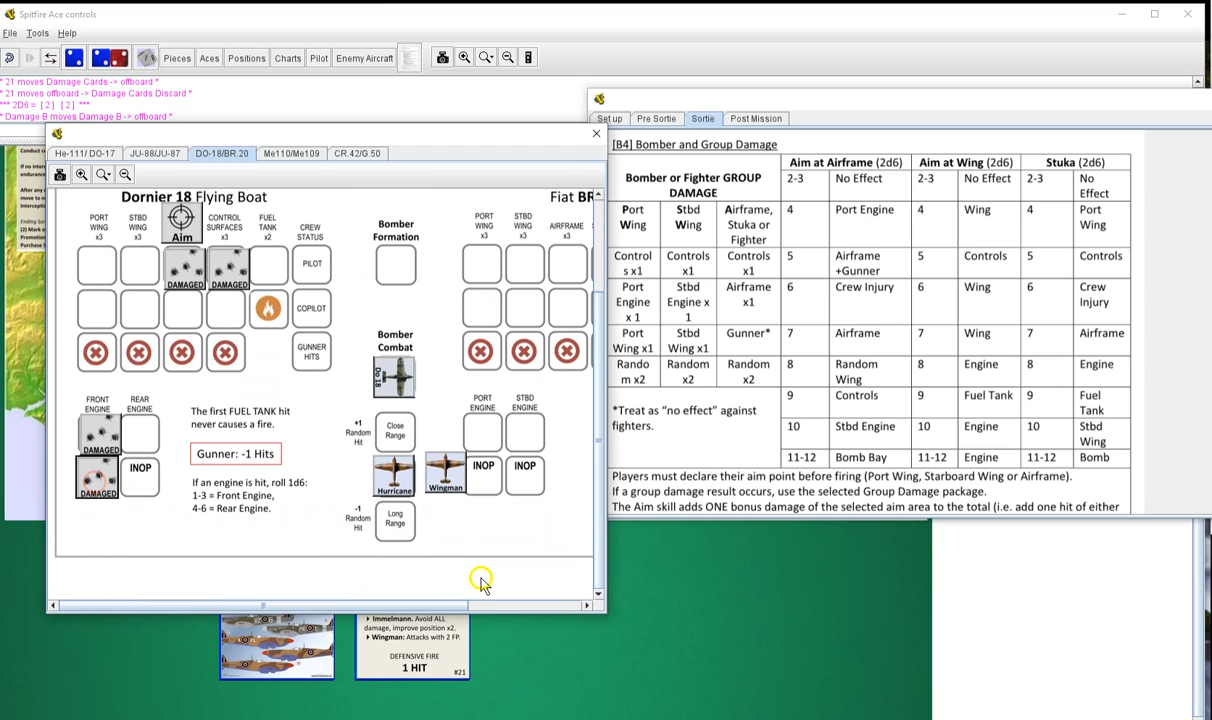 Spitfire Ace controls
File Tools Help
Pieces Aces Positions Charts Pilot Enemy Aircraft
* 21 moves Damage Cards -> offboard *
* 21 moves offboard -> Damage Cards Discard *
*** 2D6 = [ 2 ] [ 2 ] ***
* Damage B moves Damage B -> offboard *
He-111/ DO-17 JU-88/JU-87 DO-18/BR.20 Me110/Me109 CR.42/G.50
Dornier 18 Flying Boat
Fiat BR
PORT WING x3
STBD WING x3
Aim
CONTROL SURFACES x3
FUEL TANK x2
CREW STATUS
DAMAGED
DAMAGED
PILOT
COPILOT
GUNNER HITS
FRONT ENGINE
REAR ENGINE
DAMAGED
DAMAGED
INOP
The first FUEL TANK hit
never causes a fire.
Gunner: -1 Hits
If an engine is hit, roll 1d6:
1-3 = Front Engine,
4-6 = Rear Engine.
Bomber
Formation
Bomber
Combat
Do 18
+1
Random
Hit
Close
Range
Hurricane
Wingman
-1
Random
Hit
Long
Range
PORT WING x3
STBD WING x3
AIRFRAME x3
PORT ENGINE
STBD ENGINE
INOP
INOP
Set up Pre Sortie Sortie Post Mission
[B4] Bomber and Group Damage
Bomber or Fighter GROUP DAMAGE
Aim at Airframe (2d6) Aim at Wing (2d6) Stuka (2d6)
2-3 No Effect 2-3 No Effect 2-3 No Effect
Port Wing Stbd Wing Airframe, Stuka or Fighter 4 Port Engine 4 Wing 4 Port Wing
Control s x1 Controls x1 Controls x1 5 Airframe +Gunner 5 Controls 5 Controls
Port Engine x 1 Stbd Engine x 1 Airframe x1 6 Crew Injury 6 Wing 6 Crew Injury
Port Wing x1 Stbd Wing x1 Gunner* 7 Airframe 7 Wing 7 Airframe
Rando m x2 Random x2 Random x2 8 Random Wing 8 Engine 8 Engine
*Treat as “no effect” against fighters.
9 Controls 9 Fuel Tank 9 Fuel Tank
10 Stbd Engine 10 Engine 10 Stbd Wing
11-12 Bomb Bay 11-12 Engine 11-12 Bomb
Players must declare their aim point before firing (Port Wing, Starboard Wing or Airframe).
If a group damage result occurs, use the selected Group Damage package.
The Aim skill adds ONE bonus damage of the selected aim area to the total (i.e. add one hit of either
Immelmann. Avoid ALL
damage, improve position x2.
Wingman: Attacks with 2 FP.
DEFENSIVE FIRE
1 HIT
#21